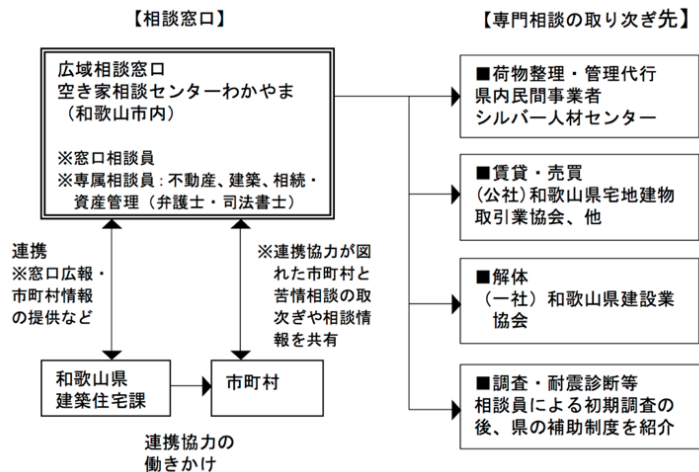 【相談窓口】
広域相談窓口
空き家相談センターわかやま
（和歌山市内）
※窓口相談員
※専属相談員：不動産、建築、相続・
資産管理（弁護士・司法書士）
連携
※窓口広報・
市町村情報
の提供など
※連携協力が図
れた市町村と
苦情相談の取
次ぎや相談情
報を共有
和歌山県
建築住宅課
市町村
連携協力の
働きかけ
【専門相談の取り次ぎ先】
■荷物整理・管理代行
県内民間事業者
シルバー人材センター
■賃貸・売買
(公社)和歌山県宅地建物
取引業協会、他
■解体
（一社）和歌山県建設業
協会
■調査・耐震診断等
相談員による初期調査の
後、県の補助制度を紹介